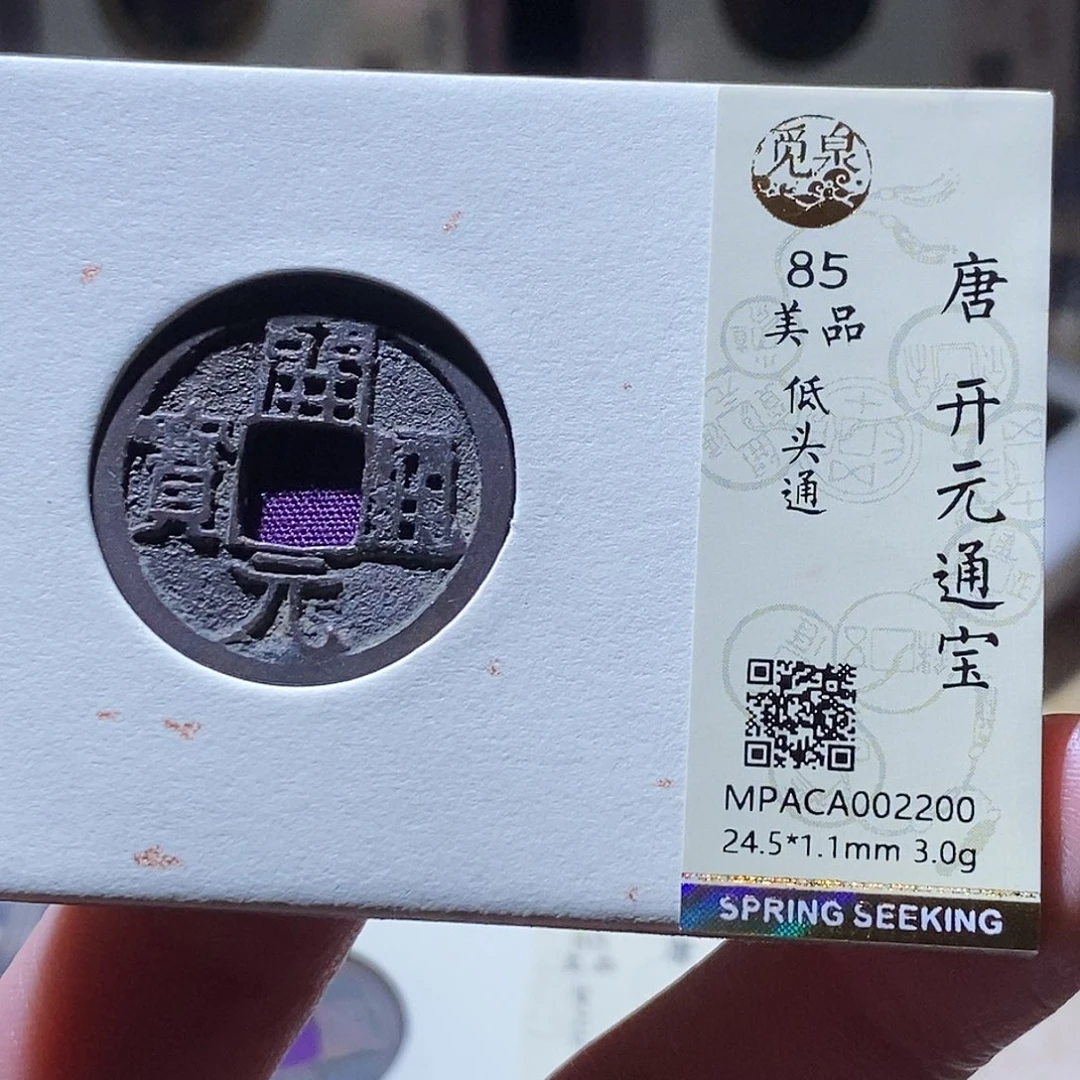 開
元
通
寳
觅泉
85
美品
低头通
唐 开元通宝
MPACA002200
24.5*1.1mm 3.0g
SPRING SEEKING